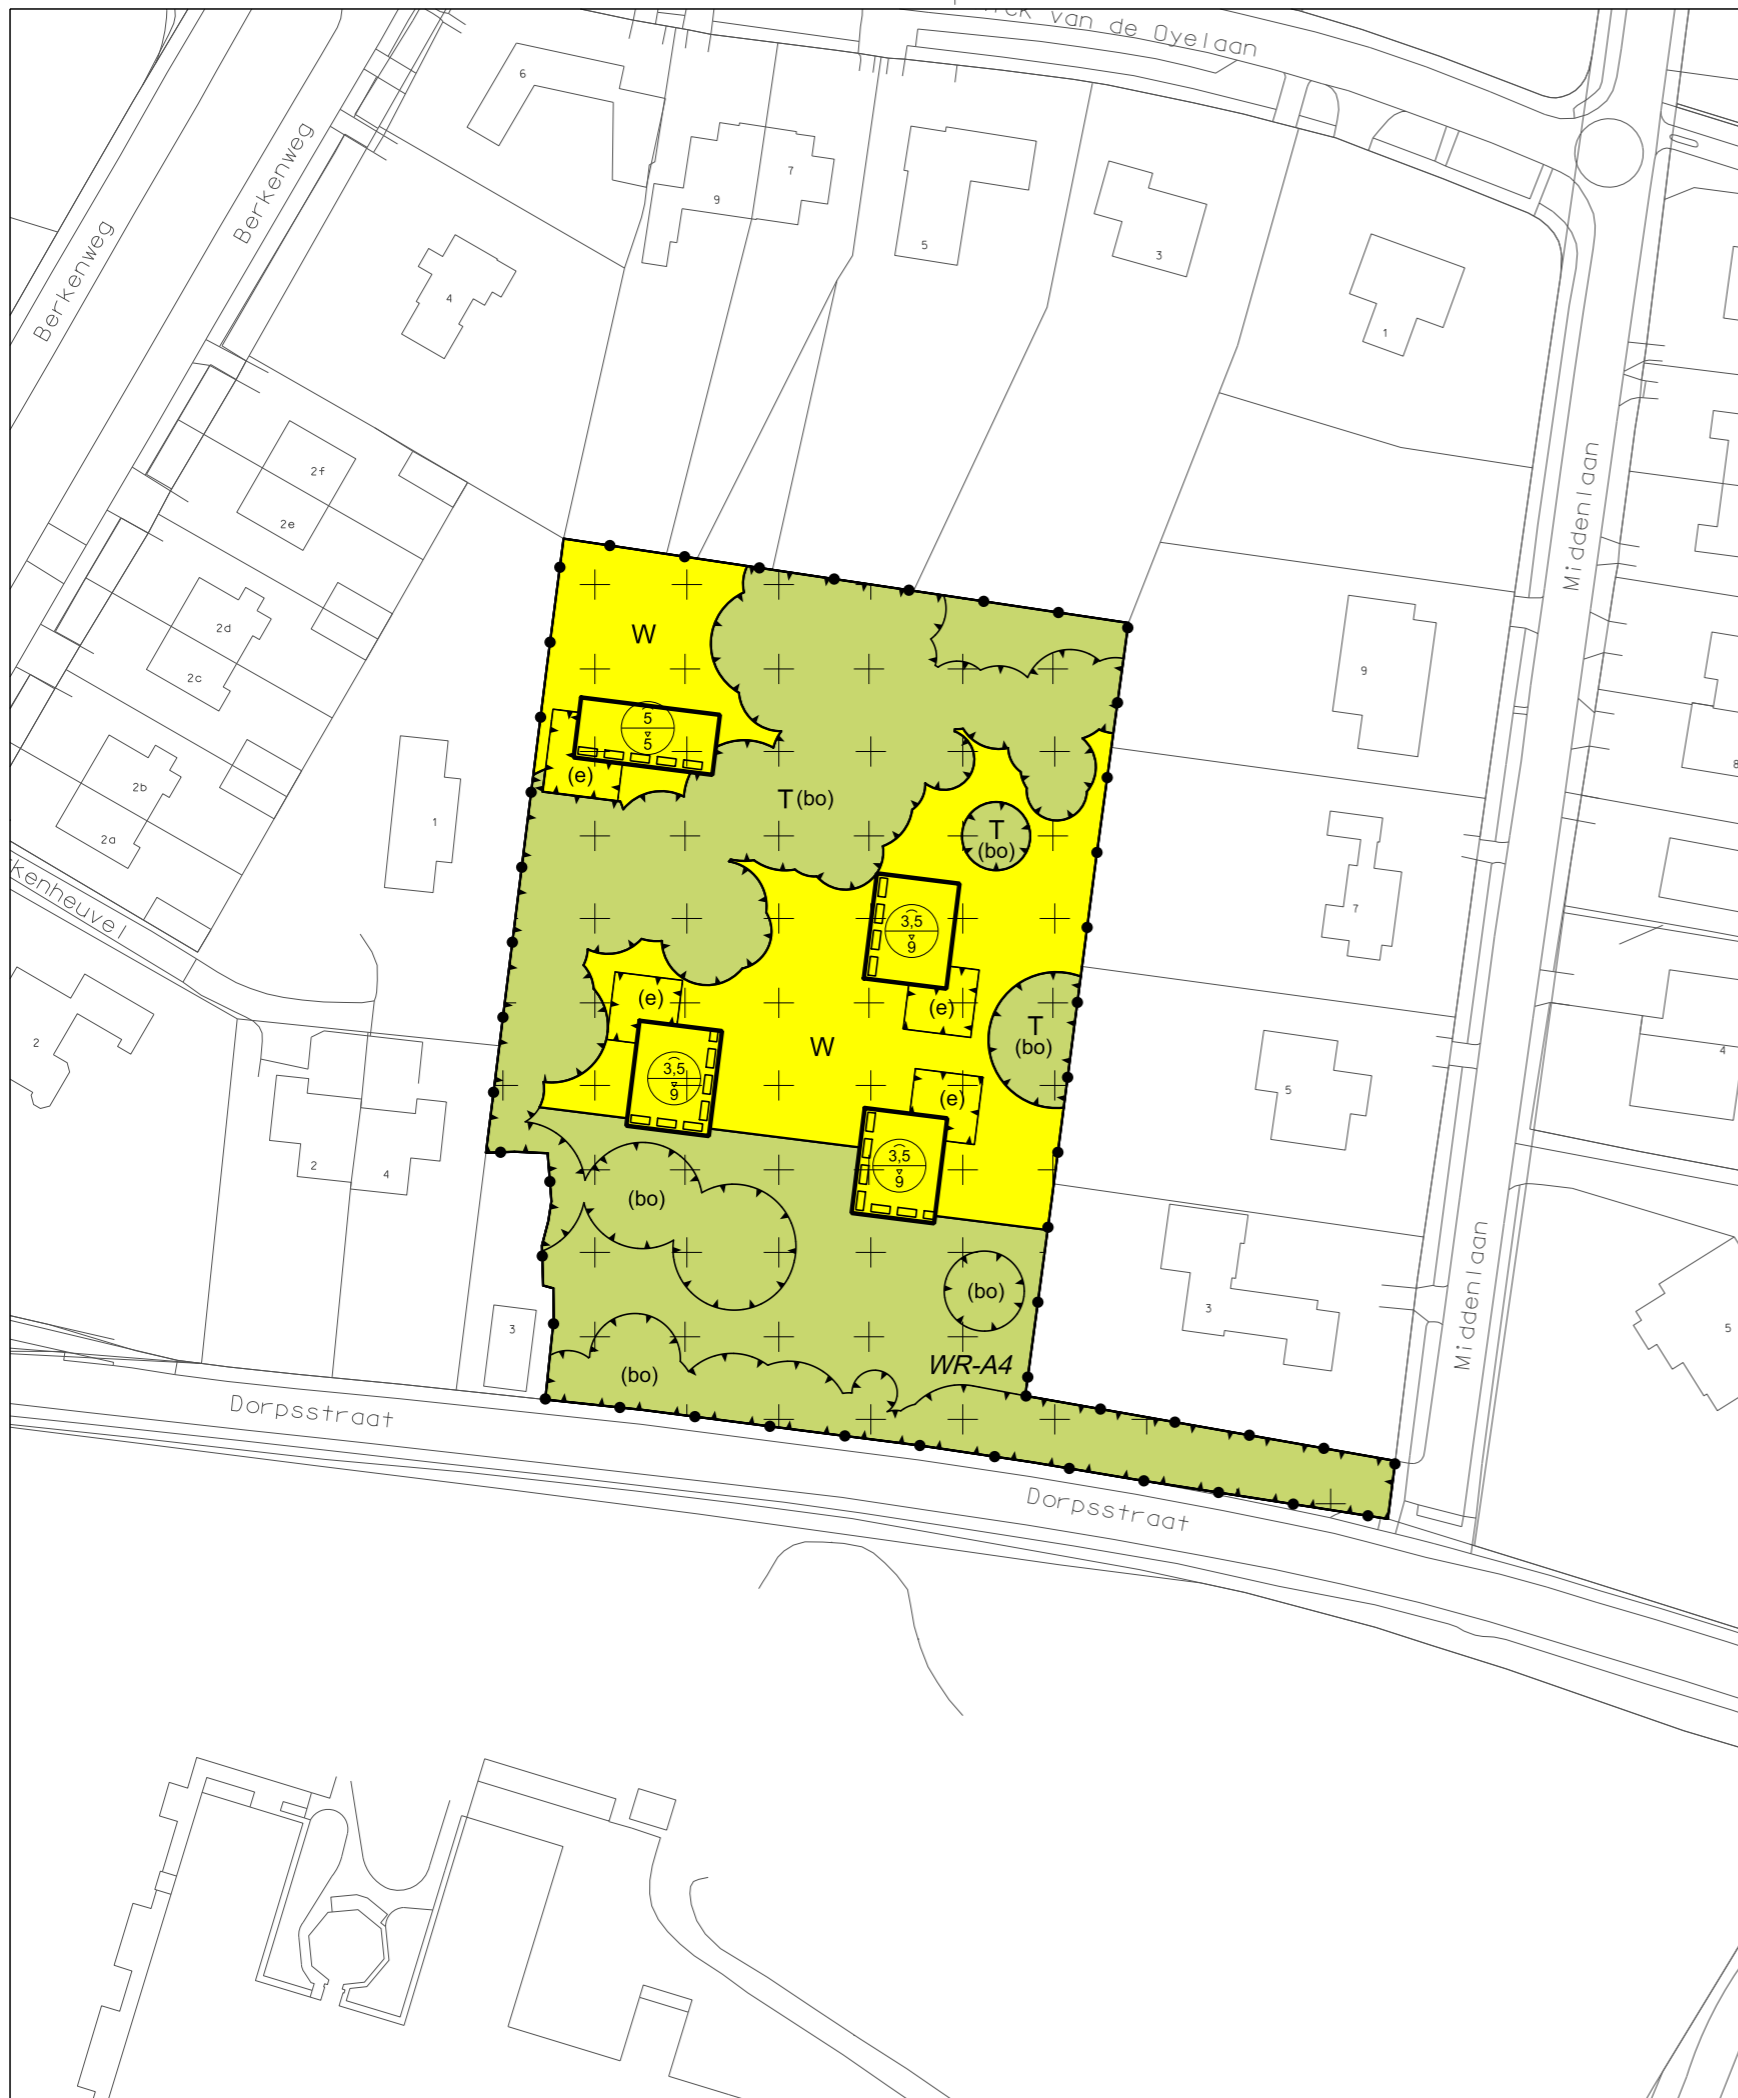 van de Oyelaan
6
Berkenweg
7
9
5
3
Berkenweg
4
1
2f
Middenlaan
2e
W
2d
9
2c
5
5
8
(e)
2b
T (bo)
1
T
(bo)
2a
kenheuvel
7
3,5
9
(e)
(e)
T
(bo)
2
W
4
3,5
9
5
(e)
3,5
9
2
4
(bo)
Middenlaan
(bo)
3
3
5
WR-A4
(bo)
Dorpsstraat
Dorpsstraat